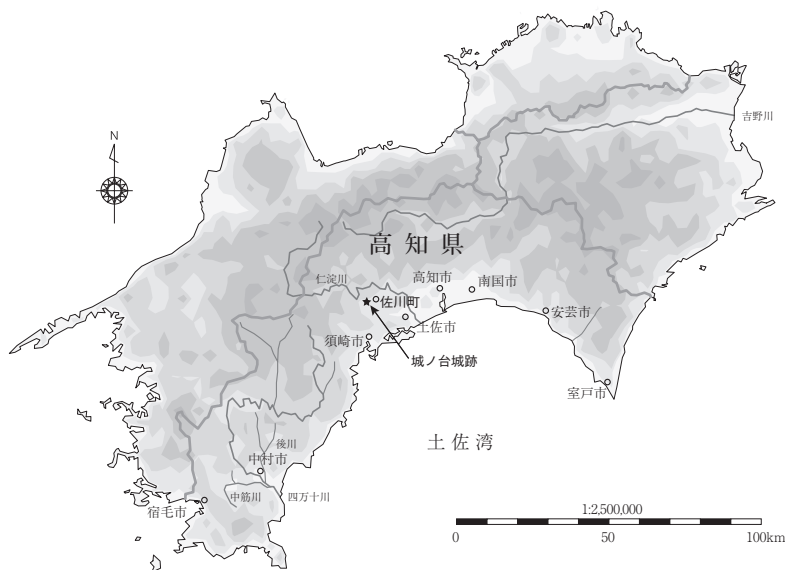 N
吉野川
高知県
仁淀川
高知市
南国市
佐川町
安芸市
土佐市
須崎市
城ノ台城跡
室戸市
土佐湾
後川
中村市
中筋川
四万十川
宿毛市
1:2,500,000
0
50
100km